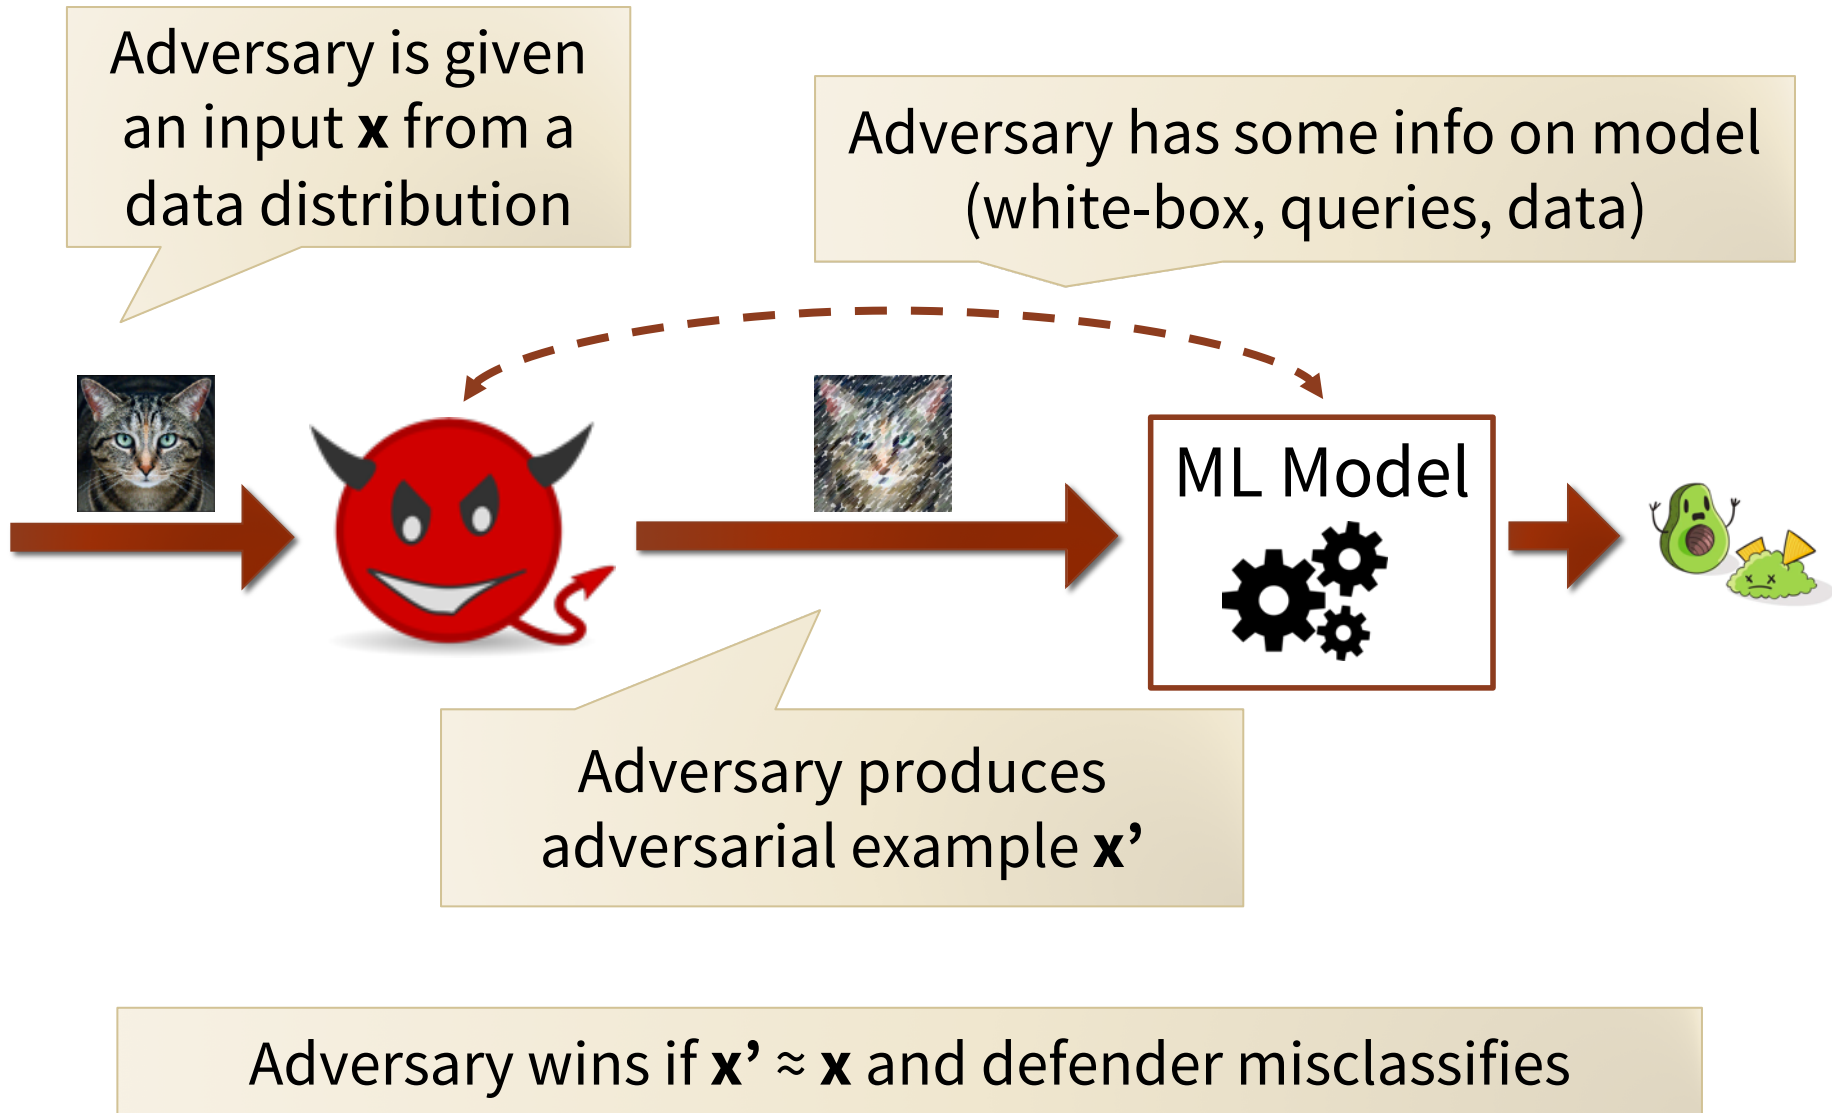 Adversary is given
an input x from a
data distribution
Adversary has some info on model
(white-box, queries, data)
ML Model
Adversary produces
adversarial example x’
Adversary wins if x’ ≈ x and defender misclassifies